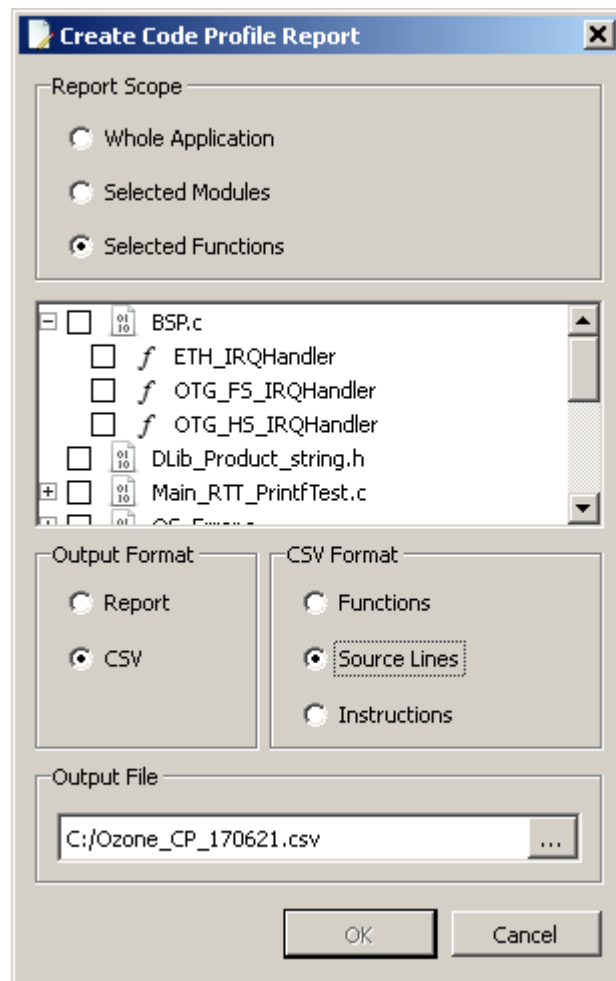 Create Code Profile Report
Report Scope
Whole Application
Selected Modules
Selected Functions
BSP.c
ETH_IRQHandler
OTG_FS_IRQHandler
OTG_HS_IRQHandler
DLib_Product_string.h
Main_RTT_PrintfTest.c
Output Format
Report
CSV
CSV Format
Functions
Source Lines
Instructions
Output File
C:/Ozone_CP_170621.csv
...
OK
Cancel